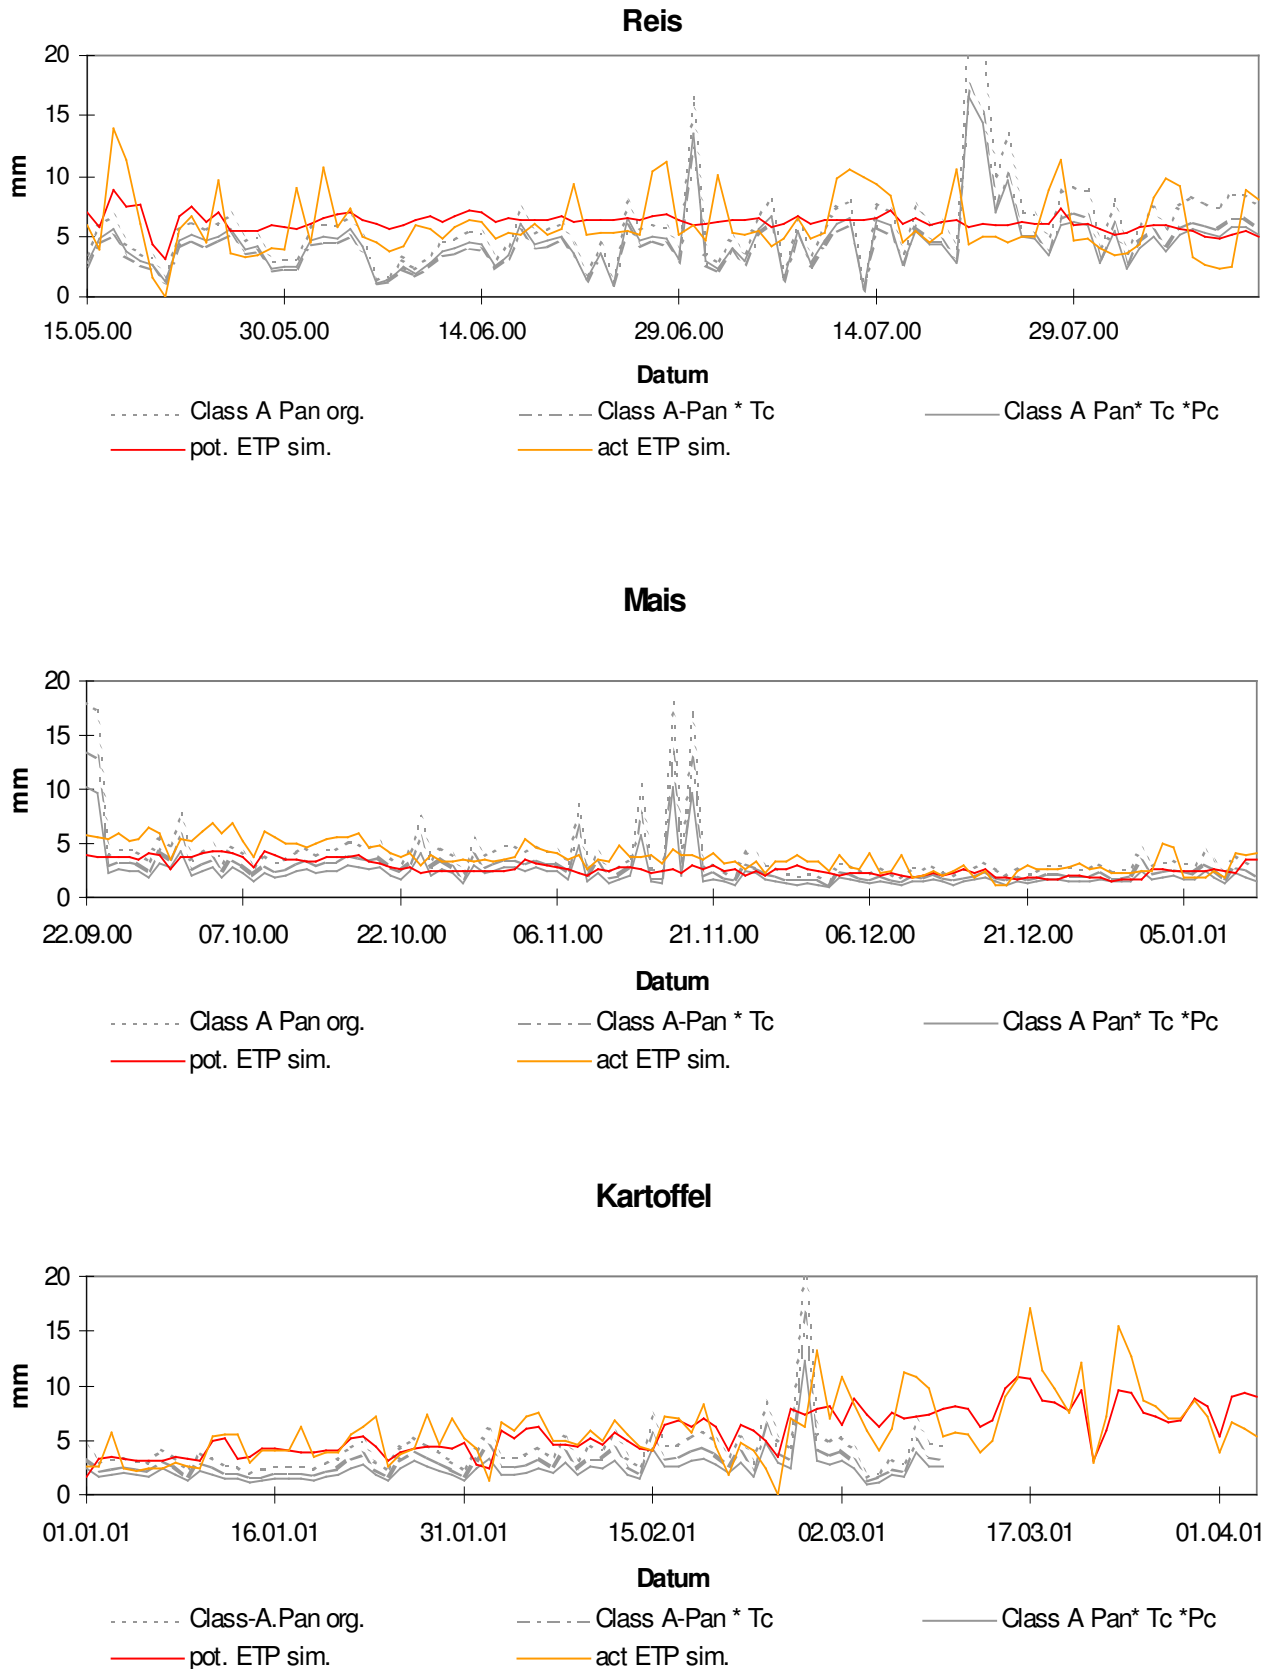 Reis
20
15
10
5
0
mm
15.05.00 30.05.00 14.06.00 29.06.00 14.07.00 29.07.00
Datum
Class A Pan org. Class A-Pan * Tc Class A Pan* Tc *Pc
pot. ETP sim. act ETP sim.
Mais
20
15
10
5
0
mm
22.09.00 07.10.00 22.10.00 06.11.00 21.11.00 06.12.00 21.12.00 05.01.01
Datum
Class A Pan org. Class A-Pan * Tc Class A Pan* Tc *Pc
pot. ETP sim. act ETP sim.
Kartoffel
20
15
10
5
0
mm
01.01.01 16.01.01 31.01.01 15.02.01 02.03.01 17.03.01 01.04.01
Datum
Class-A.Pan org. Class A-Pan * Tc Class A Pan* Tc *Pc
pot. ETP sim. act ETP sim.